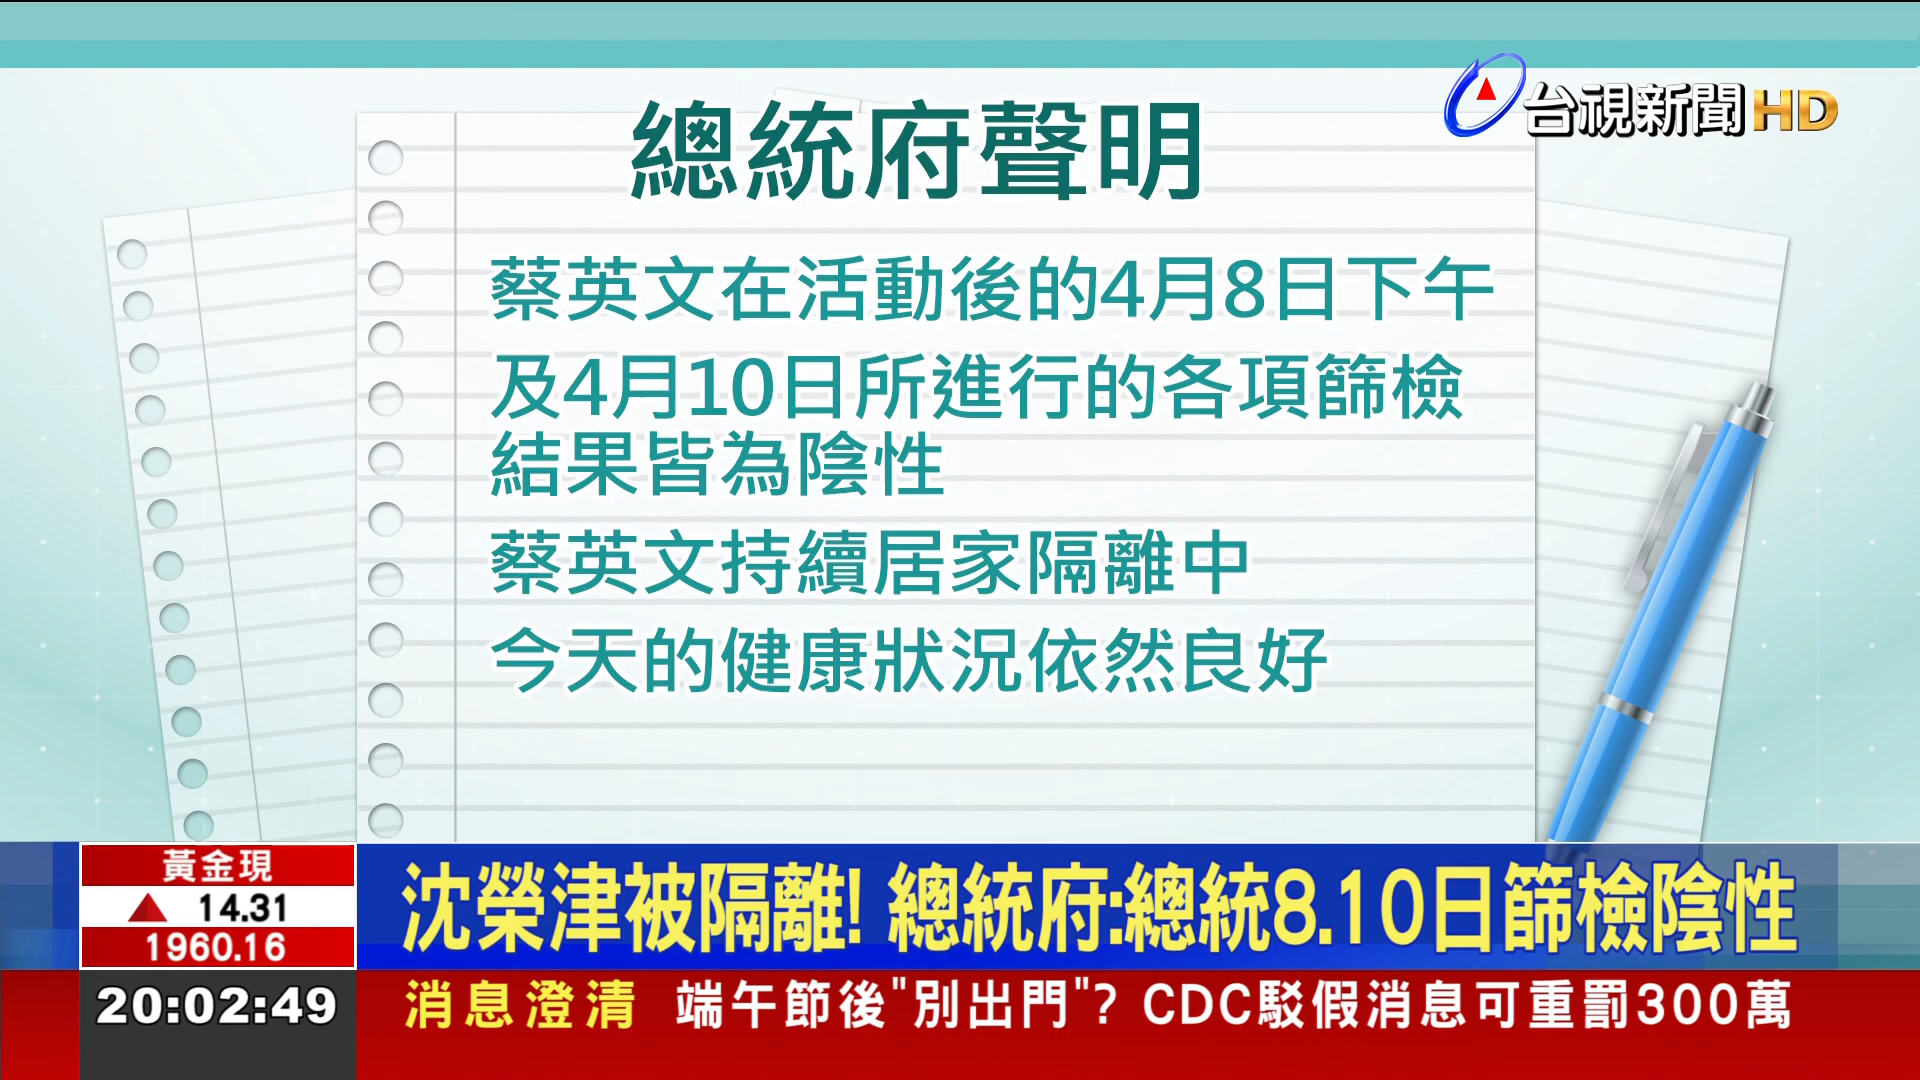 台視新聞HD
總統府聲明
蔡英文在活動後的4月8日下午
及4月10日所進行的各項篩檢
結果皆為陰性
蔡英文持續居家隔離中
今天的健康狀況依然良好
黃金現
▲ 14.31
1960.16
沈榮津被隔離! 總統府:總統8.10日篩檢陰性
20:02:49
消息澄清 端午節後"別出門"? CDC駁假消息可重罰300萬